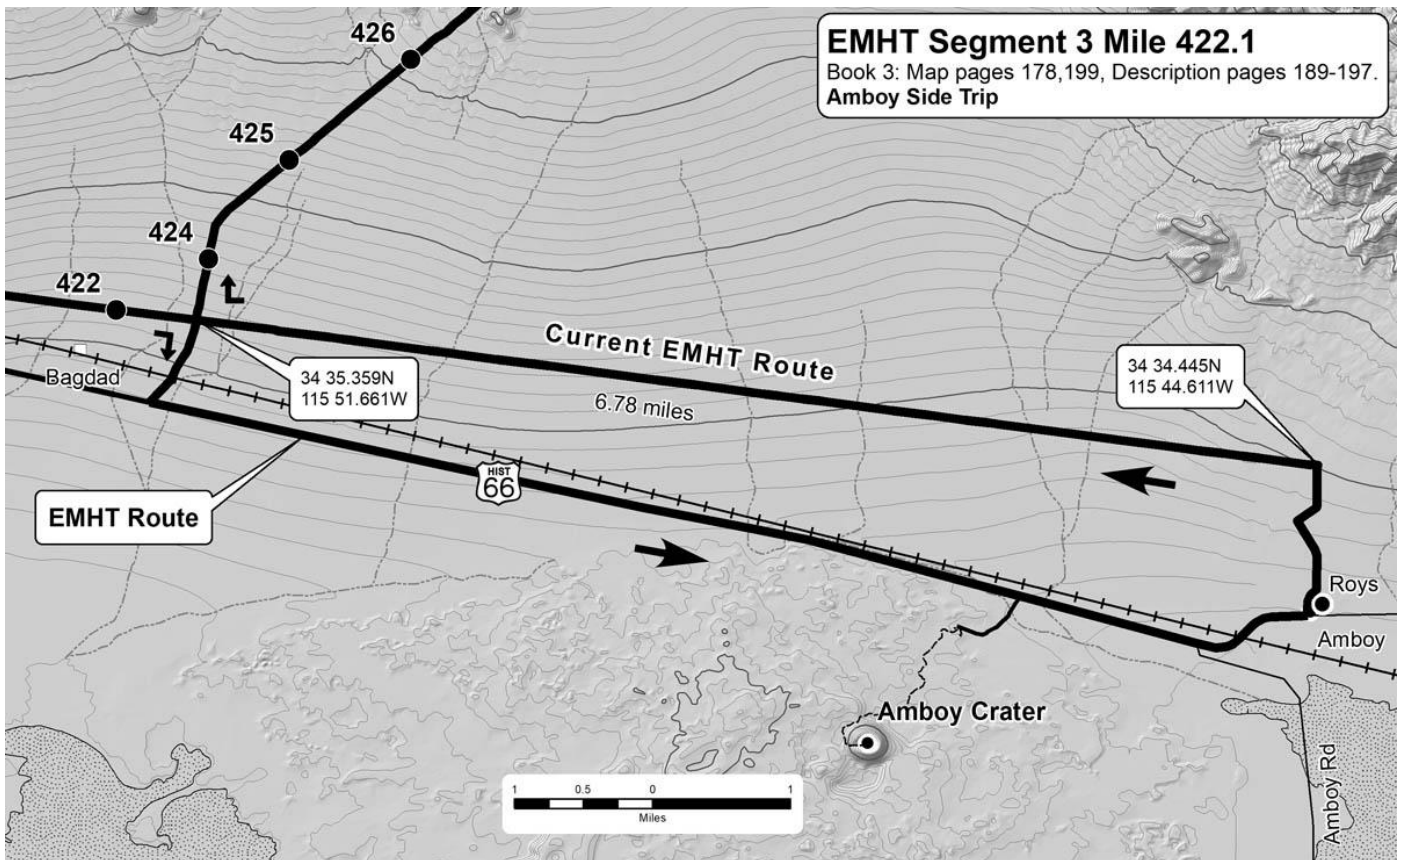 EMHT Segment 3 Mile 422.1
Book 3: Map pages 178,199, Description pages 189-197.
Amboy Side Trip
426
425
424
422
Current EMHT Route
6.78 miles
34 35.359N
115 51.661W
34 34.445N
115 44.611W
Bagdad
HIST
66
EMHT Route
Roys
Amboy
Amboy Crater
Amboy Rd
1 0.5 0 1
Miles